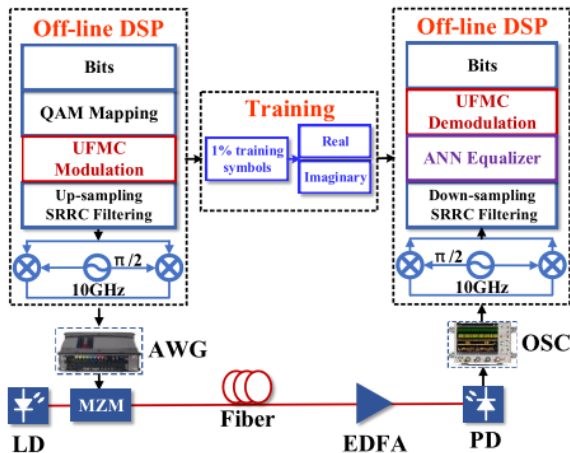 Off-line DSP
Bits
QAM Mapping
UFMC
Modulation
Up-sampling
SRRC Filtering
π/2
10GHz
AWG
Training
1% training
symbols
Real
Imaginary
Off-line DSP
Bits
UFMC
Demodulation
ANN Equalizer
Down-sampling
SRRC Filtering
π/2
10GHz
OSC
LD
MZM
Fiber
EDFA
PD